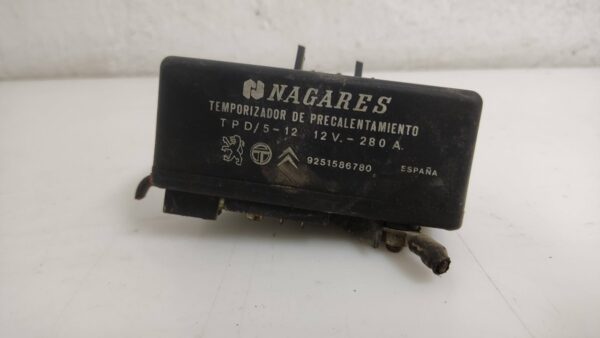 NAGARES
TEMPORIZADOR DE PRECALENTAMIENTO
TPD/5-12 12V.-280A.
9251586780 ESPAÑA